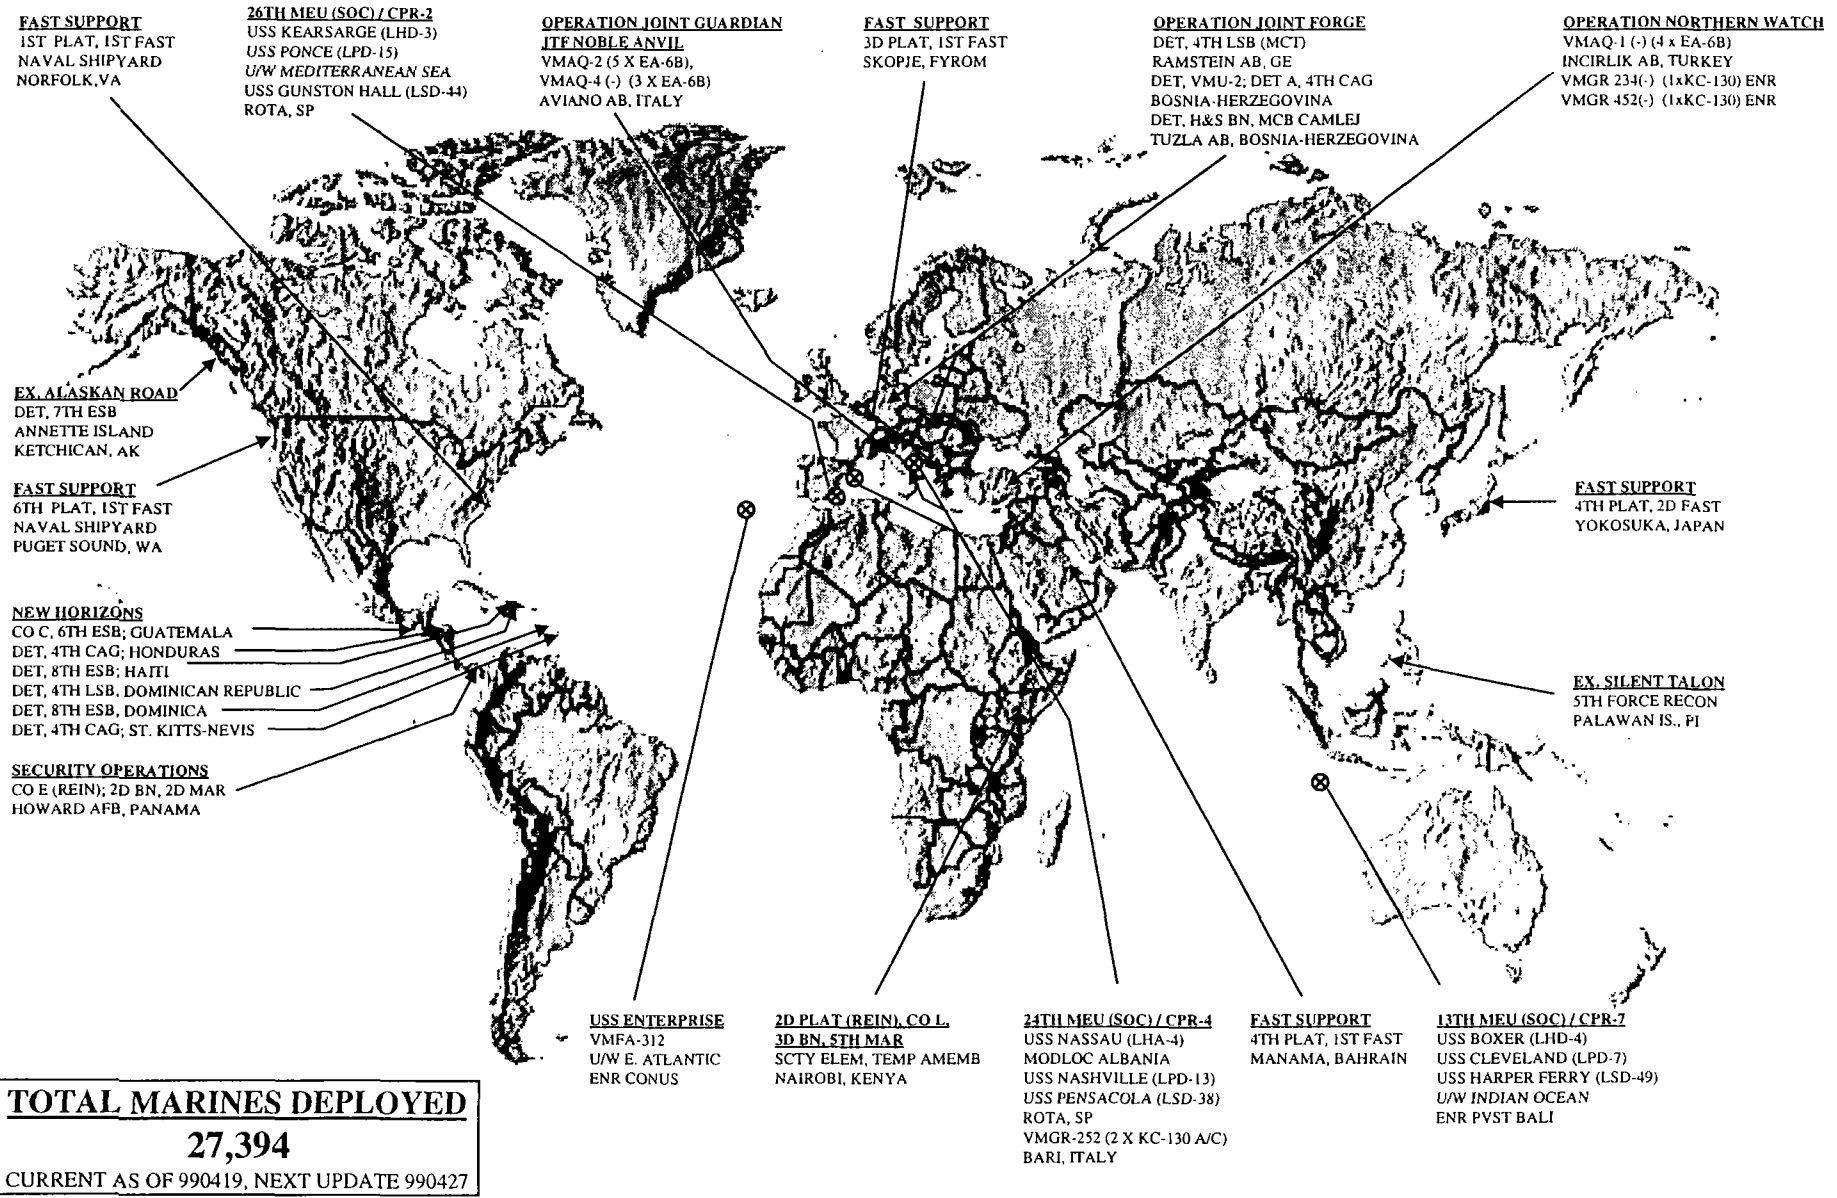 FAST SUPPORT
1ST PLAT, 1ST FAST
NAVAL SHIPYARD
NORFOLK,VA
26TH MEU (SOC) / CPR-2
USS KEARSARGE (LHD-3)
USS PONCE (LPD-15)
U/W MEDITERRANEAN SEA
USS GUNSTON HALL (LSD-44)
ROTA, SP
OPERATION JOINT GUARDIAN
JTF NOBLE ANVIL
VMAQ-2 (5 X EA-6B),
VMAQ-4 (-) (3 X EA-6B)
AVIANO AB, ITALY
FAST SUPPORT
3D PLAT, 1ST FAST
SKOPJE, FYROM
OPERATION JOINT FORGE
DET, 4TH LSB (MCT)
RAMSTEIN AB, GE
DET, VMU-2; DET A, 4TH CAG
BOSNIA-HERZEGOVINA
DET, H&S BN, MCB CAMLEJ
TUZLA AB, BOSNIA-HERZEGOVINA
OPERATION NORTHERN WATCH
VMAQ-1 (-) (4 x EA-6B)
INCIRLIK AB, TURKEY
VMGR 234(-) (1xKC-130) ENR
VMGR 452(-) (1xKC-130) ENR
EX. ALASKAN ROAD
DET, 7TH ESB
ANNETTE ISLAND
KETCHICAN, AK
FAST SUPPORT
6TH PLAT, 1ST FAST
NAVAL SHIPYARD
PUGET SOUND, WA
NEW HORIZONS
CO C, 6TH ESB; GUATEMALA
DET, 4TH CAG; HONDURAS
DET, 8TH ESB; HAITI
DET, 4TH LSB, DOMINICAN REPUBLIC
DET, 8TH ESB, DOMINICA
DET, 4TH CAG; ST. KITTS-NEVIS
SECURITY OPERATIONS
CO E (REIN); 2D BN, 2D MAR
HOWARD AFB, PANAMA
FAST SUPPORT
4TH PLAT, 2D FAST
YOKOSUKA, JAPAN
EX. SILENT TALON
5TH FORCE RECON
PALAWAN IS., PI
USS ENTERPRISE
VMFA-312
U/W E. ATLANTIC
ENR CONUS
2D PLAT (REIN), CO L,
3D BN, 5TH MAR
SCTY ELEM, TEMP AMEMB
NAIROBI, KENYA
24TH MEU (SOC) / CPR-4
USS NASSAU (LHA-4)
MODLOC ALBANIA
USS NASHVILLE (LPD-13)
USS PENSACOLA (LSD-38)
ROTA, SP
VMGR-252 (2 X KC-130 A/C)
BARI, ITALY
FAST SUPPORT
4TH PLAT, 1ST FAST
MANAMA, BAHRAIN
13TH MEU (SOC) / CPR-7
USS BOXER (LHD-4)
USS CLEVELAND (LPD-7)
USS HARPER FERRY (LSD-49)
U/W INDIAN OCEAN
ENR PVST BALI
TOTAL MARINES DEPLOYED
27,394
CURRENT AS OF 990419, NEXT UPDATE 990427